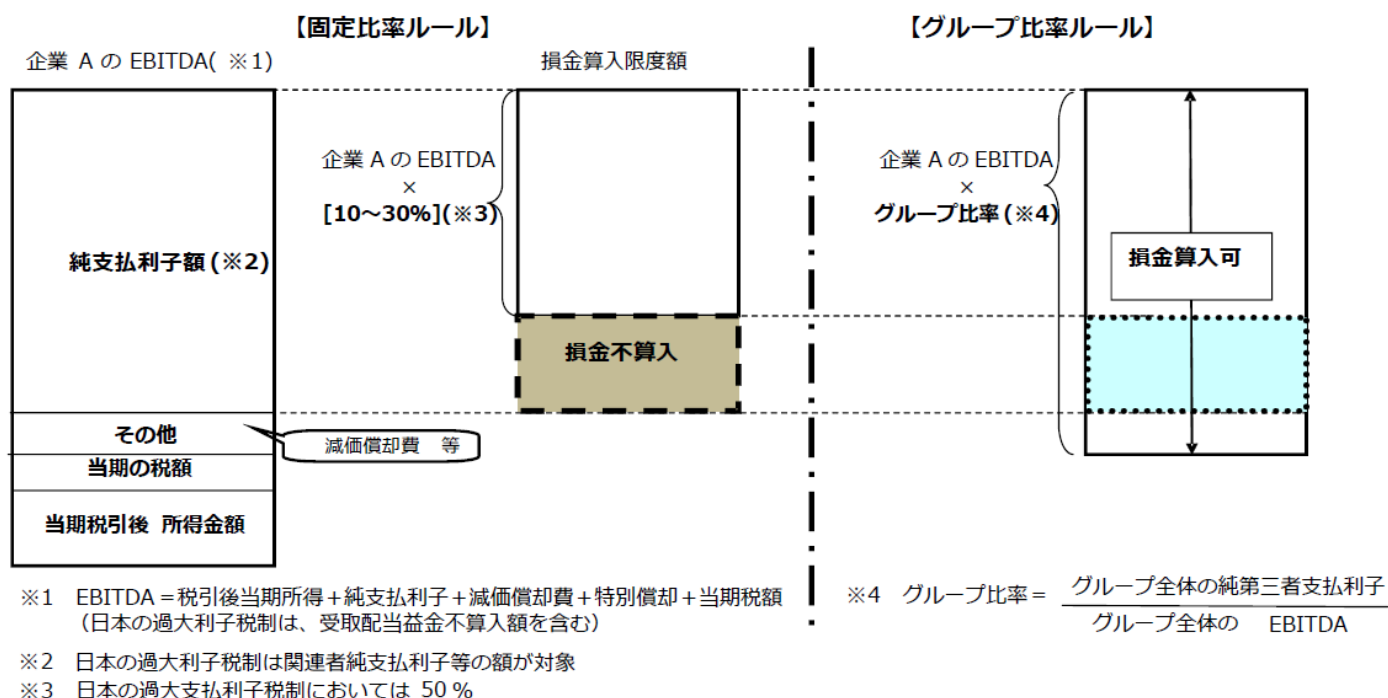 【固定比率ルール】
【グループ比率ルール】
企業 A の EBITDA( ※1)
損金算入限度額
企業 A の EBITDA
×
[10～30%](※3)
企業 A の EBITDA
×
グループ比率 (※4)
純支払利子額 (※2)
損金算入可
損金不算入
その他
減価償却費 等
当期の税額
当期税引後 所得金額
※1 EBITDA＝税引後当期所得＋純支払利子＋減価償却費＋特別償却＋当期税額
（日本の過大利子税制は、受取配当益金不算入額を含む）
※2 日本の過大利子税制は関連者純支払利子等の額が対象
※3 日本の過大支払利子税制においては 50 %
※4 グループ比率＝
グループ全体の純第三者支払利子
グループ全体の EBITDA